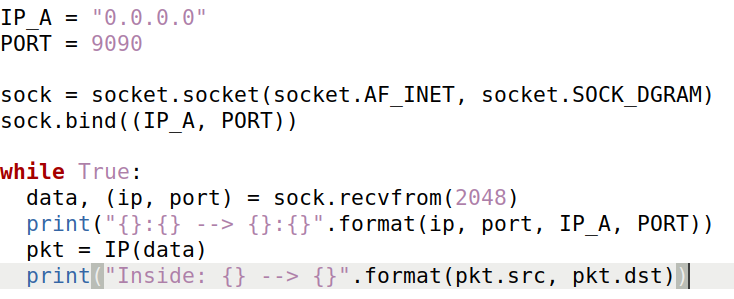 IP_A = "0.0.0.0"
PORT = 9090
sock = socket.socket(socket.AF_INET, socket.SOCK_DGRAM)
sock.bind((IP_A, PORT))
while True:
  data, (ip, port) = sock.recvfrom(2048)
  print("{}:{} --> {}:{}".format(ip, port, IP_A, PORT))
  pkt = IP(data)
  print("Inside: {} --> {}".format(pkt.src, pkt.dst))